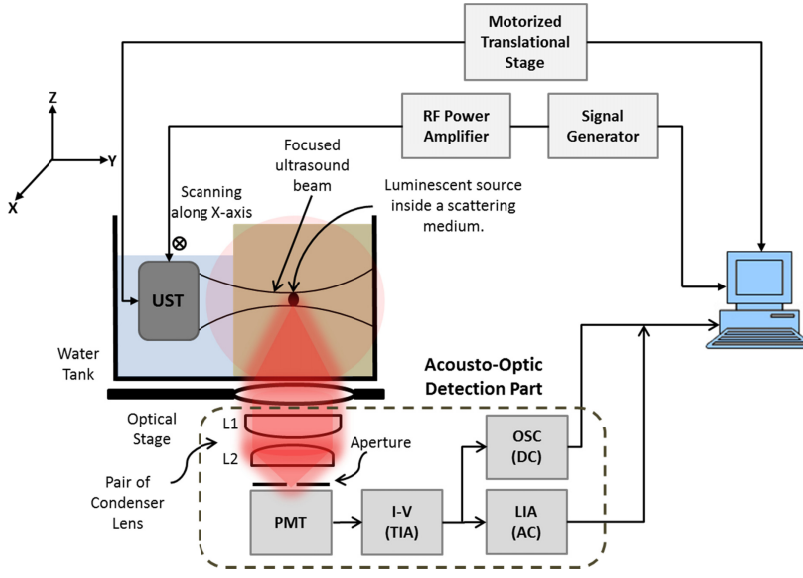 Motorized
Translational
Stage
RF Power
Amplifier
Signal
Generator
Z
Y
X
Focused
ultrasound
beam
Scanning
along X-axis
Luminescent source
inside a scattering
medium.
UST
Water
Tank
Acousto-Optic
Detection Part
Optical
Stage
L1
L2
Aperture
Pair of
Condenser
Lens
OSC
(DC)
PMT
I-V
(TIA)
LIA
(AC)